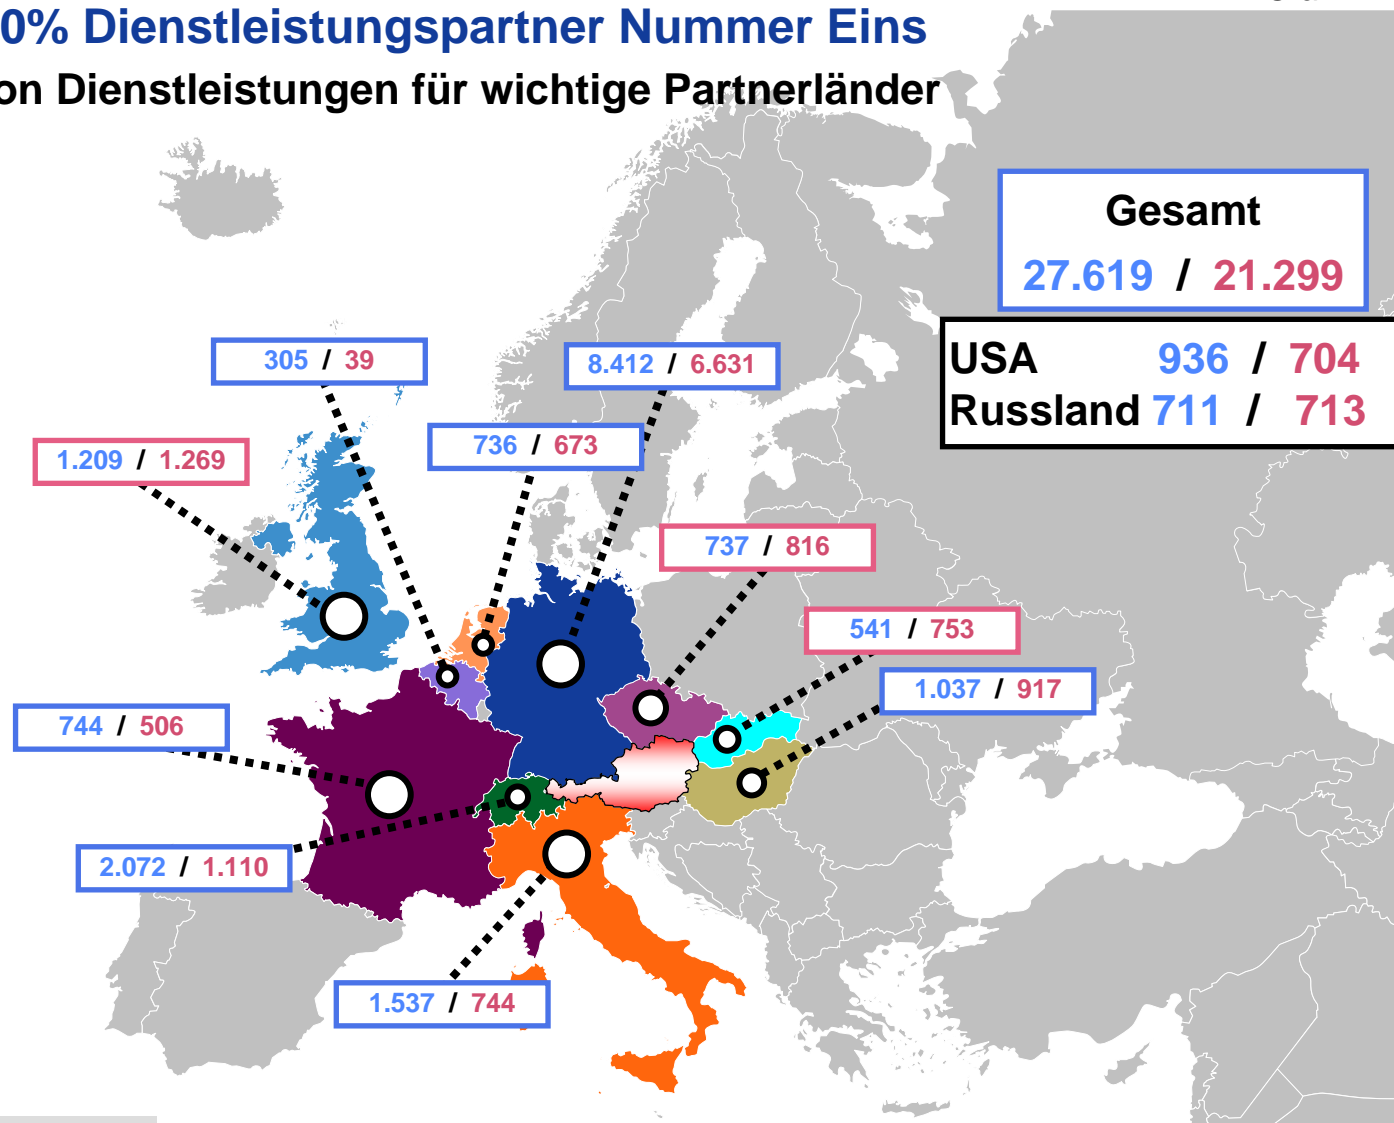 0% Dienstleistungspartner Nummer Eins
on Dienstleistungen für wichtige Partnerländer
Gesamt
27.619 / 21.299
USA 936 / 704
Russland 711 / 713
305 / 39
8.412 / 6.631
736 / 673
1.209 / 1.269
737 / 816
541 / 753
1.037 / 917
744 / 506
2.072 / 1.110
1.537 / 744